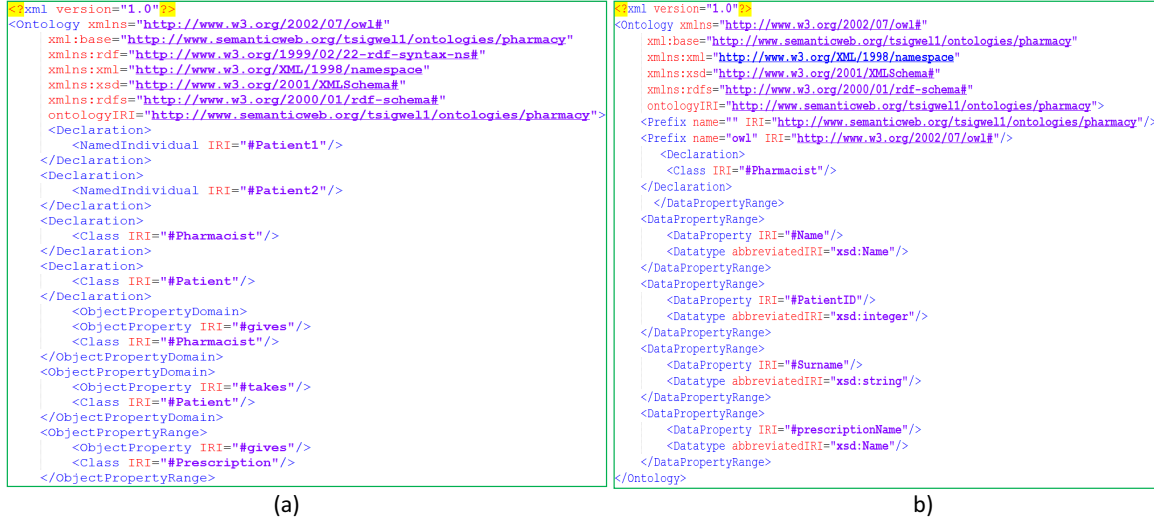 <?xml version="1.0"?>
<Ontology xmlns="http://www.w3.org/2002/07/owl#"
xml:base="http://www.semanticweb.org/tsigwel1/ontologies/pharmacy"
xmlns:rdf="http://www.w3.org/1999/02/22-rdf-syntax-ns#"
xmlns:xml="http://www.w3.org/XML/1998/namespace"
xmlns:xsd="http://www.w3.org/2001/XMLSchema#"
xmlns:rdfs="http://www.w3.org/2000/01/rdf-schema#"
ontologyIRI="http://www.semanticweb.org/tsigwel1/ontologies/pharmacy">
<Declaration>
<NamedIndividual IRI="#Patient1"/>
</Declaration>
<Declaration>
<NamedIndividual IRI="#Patient2"/>
</Declaration>
<Declaration>
<Class IRI="#Pharmacist"/>
</Declaration>
<Declaration>
<Class IRI="#Patient"/>
</Declaration>
<ObjectPropertyDomain>
<ObjectProperty IRI="#gives"/>
<Class IRI="#Pharmacist"/>
</ObjectPropertyDomain>
<ObjectPropertyDomain>
<ObjectProperty IRI="#takes"/>
<Class IRI="#Patient"/>
</ObjectPropertyDomain>
<ObjectPropertyRange>
<ObjectProperty IRI="#gives"/>
<Class IRI="#Prescription"/>
</ObjectPropertyRange>
(a)
<?xml version="1.0"?>
<Ontology xmlns="http://www.w3.org/2002/07/owl#"
xml:base="http://www.semanticweb.org/tsigwel1/ontologies/pharmacy"
xmlns:xml="http://www.w3.org/XML/1998/namespace"
xmlns:xsd="http://www.w3.org/2001/XMLSchema#"
xmlns:rdfs="http://www.w3.org/2000/01/rdf-schema#"
ontologyIRI="http://www.semanticweb.org/tsigwel1/ontologies/pharmacy">
<Prefix name="" IRI="http://www.semanticweb.org/tsigwel1/ontologies/pharmacy"/>
<Prefix name="owl" IRI="http://www.w3.org/2002/07/owl#"/>
<Declaration>
<Class IRI="#Pharmacist"/>
</Declaration>
</DataPropertyRange>
<DataPropertyRange>
<DataProperty IRI="#Name"/>
<Datatype abbreviatedIRI="xsd:Name"/>
</DataPropertyRange>
<DataPropertyRange>
<DataProperty IRI="#PatientID"/>
<Datatype abbreviatedIRI="xsd:integer"/>
</DataPropertyRange>
<DataPropertyRange>
<DataProperty IRI="#Surname"/>
<Datatype abbreviatedIRI="xsd:string"/>
</DataPropertyRange>
<DataPropertyRange>
<DataProperty IRI="#prescriptionName"/>
<Datatype abbreviatedIRI="xsd:Name"/>
</DataPropertyRange>
</Ontology>
b)